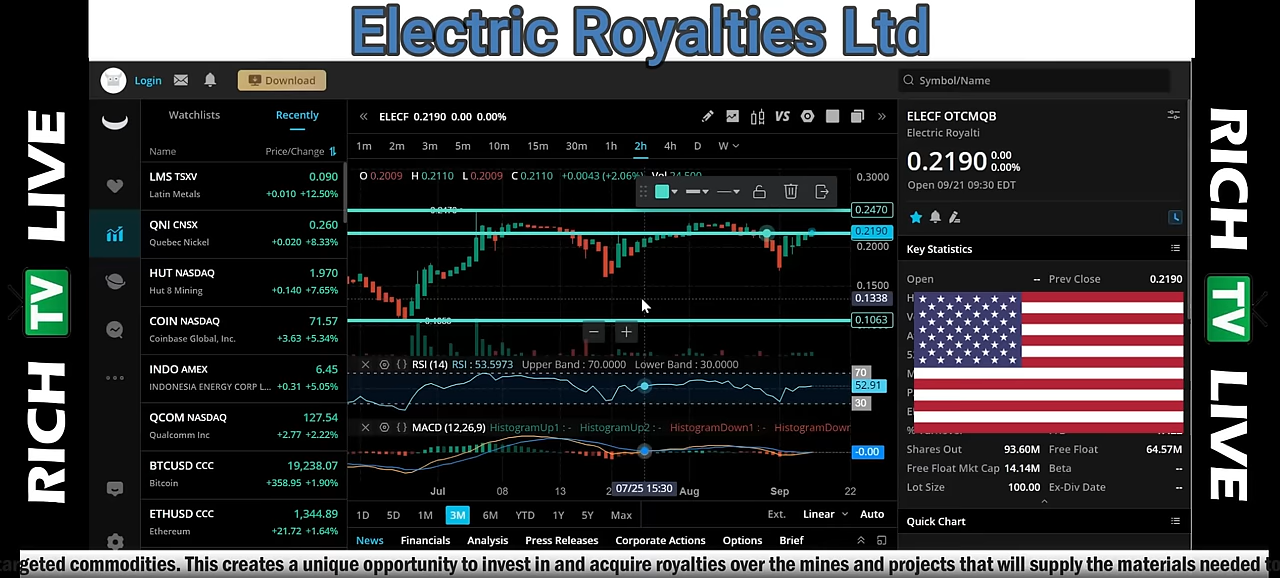 Electric Royalties Ltd
RICH TV LIVE
Login
Download
Symbol/Name
Watchlists Recently
Name Price/Change
LMS TSXV 0.090
Latin Metals +0.010 +12.50%
QNI CNSX 0.260
Quebec Nickel +0.020 +8.33%
HUT NASDAQ 1.970
Hut 8 Mining +0.140 +7.65%
COIN NASDAQ 71.57
Coinbase Global, Inc. +3.63 +5.34%
INDO AMEX 6.45
INDONESIA ENERGY CORP L... +0.31 +5.05%
QCOM NASDAQ 127.54
Qualcomm Inc +2.77 +2.22%
BTCUSD CCC 19,238.07
Bitcoin +358.95 +1.90%
ETHUSD CCC 1,344.89
Ethereum +21.72 +1.64%
ELECF 0.2190 0.00 0.00%
VS
1m 2m 3m 5m 10m 15m 30m 1h 2h 4h D W
O 0.2009 H 0.2110 L 0.2009 C 0.2110 +0.0043 (+2.06%) Vol 24,500
0.3000
0.2470
0.2470
0.2190
0.2000
0.1500
0.1338
0.1063
RSI (14) RSI : 53.5973 Upper Band : 70.0000 Lower Band : 30.0000
70
52.91
30
MACD (12,26,9) HistogramUp1 : - HistogramUp2 : - HistogramDown1 : - HistogramDowr
-0.00
Jul 08 13 2 07/25 15:30 Aug Sep 22
1D 5D 1M 3M 6M YTD 1Y 5Y Max Ext. Linear Auto
News Financials Analysis Press Releases Corporate Actions Options Brief
ELECF OTCMQB
Electric Royalti
0.2190 0.00
0.00%
Open 09/21 09:30 EDT
Key Statistics
Open -- Prev Close 0.2190
Shares Out 93.60M Free Float 64.57M
Free Float Mkt Cap 14.14M Beta --
Lot Size 100.00 Ex-Div Date --
Quick Chart
RICH TV LIVE
targeted commodities. This creates a unique opportunity to invest in and acquire royalties over the mines and projects that will supply the materials needed to